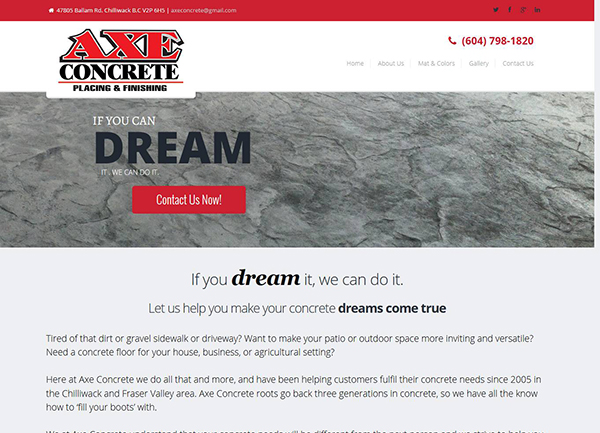 47805 Ballam Rd. Chilliwack B.C V2P 6H5 | axeconcrete@gmail.com
AXE
CONCRETE
PLACING & FINISHING
(604) 798-1820
Home About Us Mat & Colors Gallery Contact Us
IF YOU CAN
DREAM
IT . WE CAN DO IT.
Contact Us Now!
If you dream it, we can do it.
Let us help you make your concrete dreams come true
Tired of that dirt or gravel sidewalk or driveway? Want to make your patio or outdoor space more inviting and versatile?
Need a concrete floor for your house, business, or agricultural setting?
Here at Axe Concrete we do all that and more, and have been helping customers fulfil their concrete needs since 2005 in
the Chilliwack and Fraser Valley area. Axe Concrete roots go back three generations in concrete, so we have all the know
how to ‘fill your boots’ with.